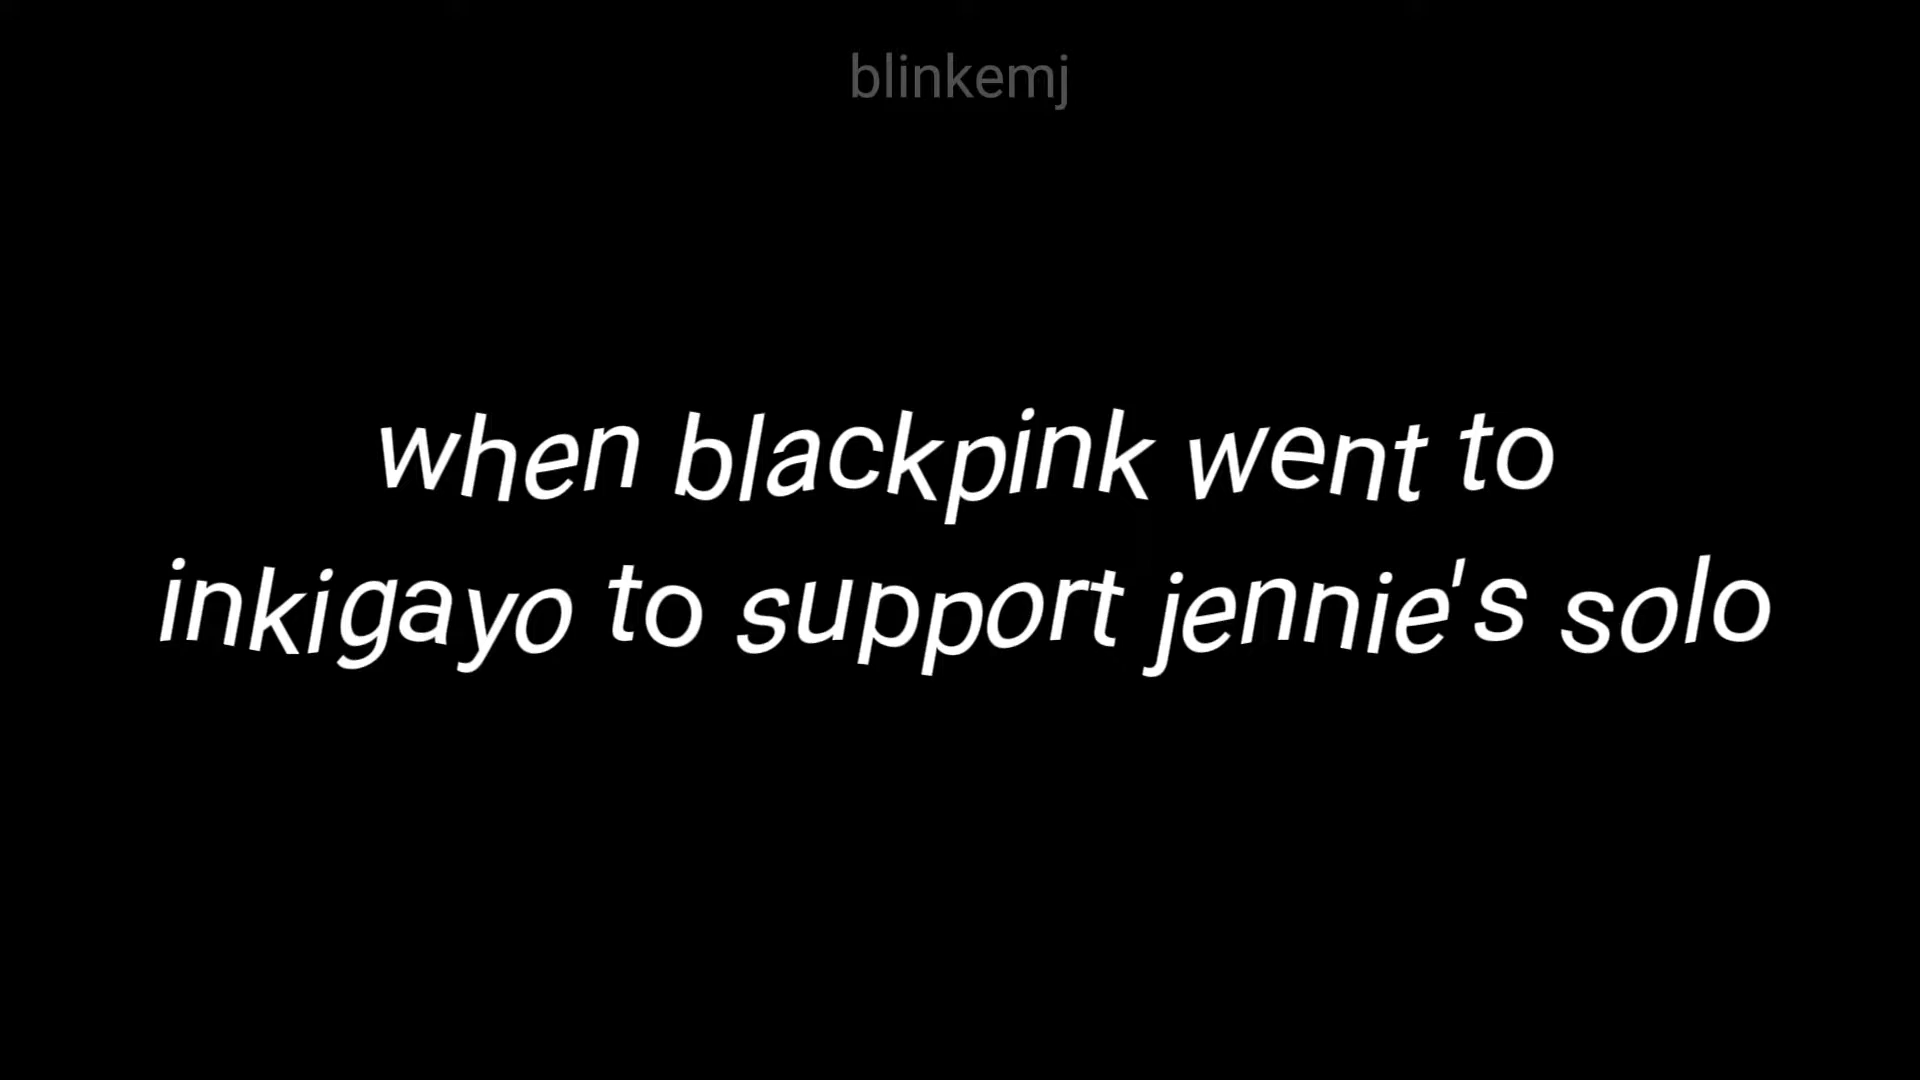 blinkemj
when blackpink went to
inkigayo to support jennie's solo